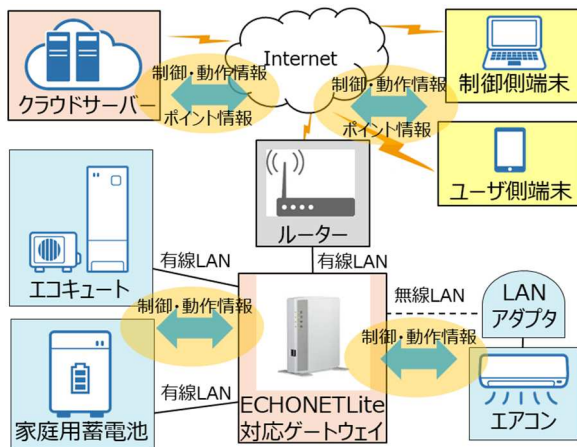 Internet
クラウドサーバー
制御・動作情報
ポイント情報
制御・動作情報
ポイント情報
制御側端末
ユーザ側端末
ルーター
有線LAN
エコキュート
有線LAN
制御・動作情報
有線LAN
家庭用蓄電池
ECHONETLite
対応ゲートウェイ
無線LAN
制御・動作情報
LAN
アダプタ
エアコン